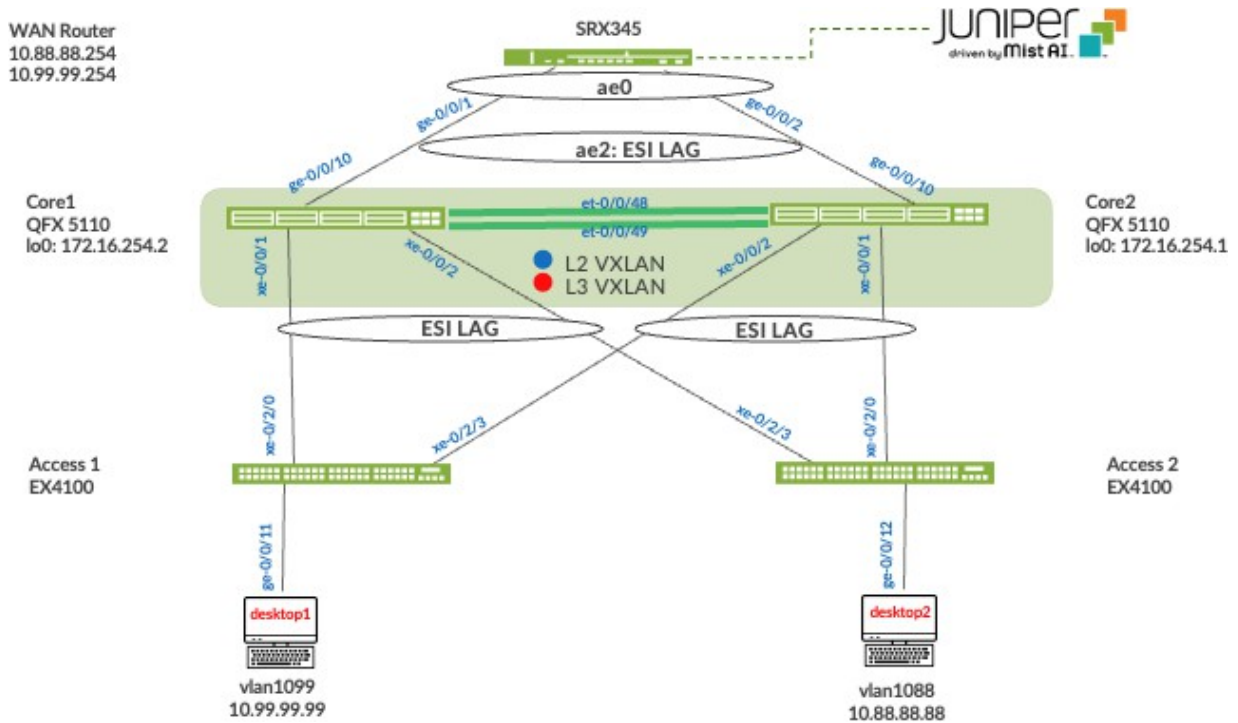 WAN Router
10.88.88.254
10.99.99.254
SRX345
JUNIPER
driven by Mist AI
ae0
ge-0/0/1
ge-0/0/2
ae2: ESI LAG
ge-0/0/10
ge-0/0/10
Core1
QFX 5110
lo0: 172.16.254.2
Core2
QFX 5110
lo0: 172.16.254.1
et-0/0/48
et-0/0/49
xe-0/0/1
xe-0/0/2
xe-0/0/2
xe-0/0/1
L2 VXLAN
L3 VXLAN
ESI LAG
ESI LAG
xe-0/2/0
xe-0/2/3
xe-0/2/3
xe-0/2/0
Access 1
EX4100
Access 2
EX4100
ge-0/0/11
ge-0/0/12
desktop1
desktop2
vlan1099
10.99.99.99
vlan1088
10.88.88.88